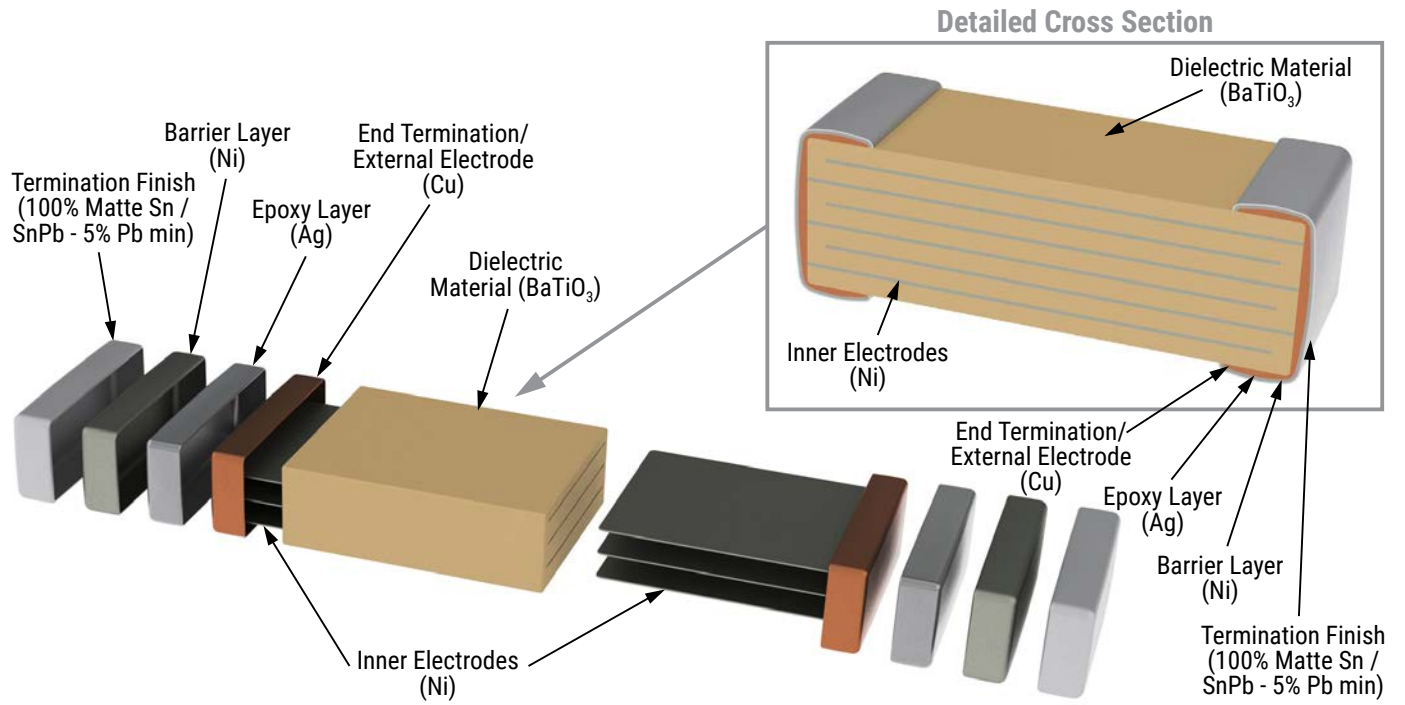 Detailed Cross Section
Dielectric Material
(BaTiO₃)
Inner Electrodes
(Ni)
End Termination/
External Electrode
(Cu)
Epoxy Layer
(Ag)
Barrier Layer
(Ni)
Termination Finish
(100% Matte Sn /
SnPb - 5% Pb min)
Termination Finish
(100% Matte Sn /
SnPb - 5% Pb min)
Barrier Layer
(Ni)
Epoxy Layer
(Ag)
End Termination/
External Electrode
(Cu)
Dielectric
Material (BaTiO₃)
Inner Electrodes
(Ni)